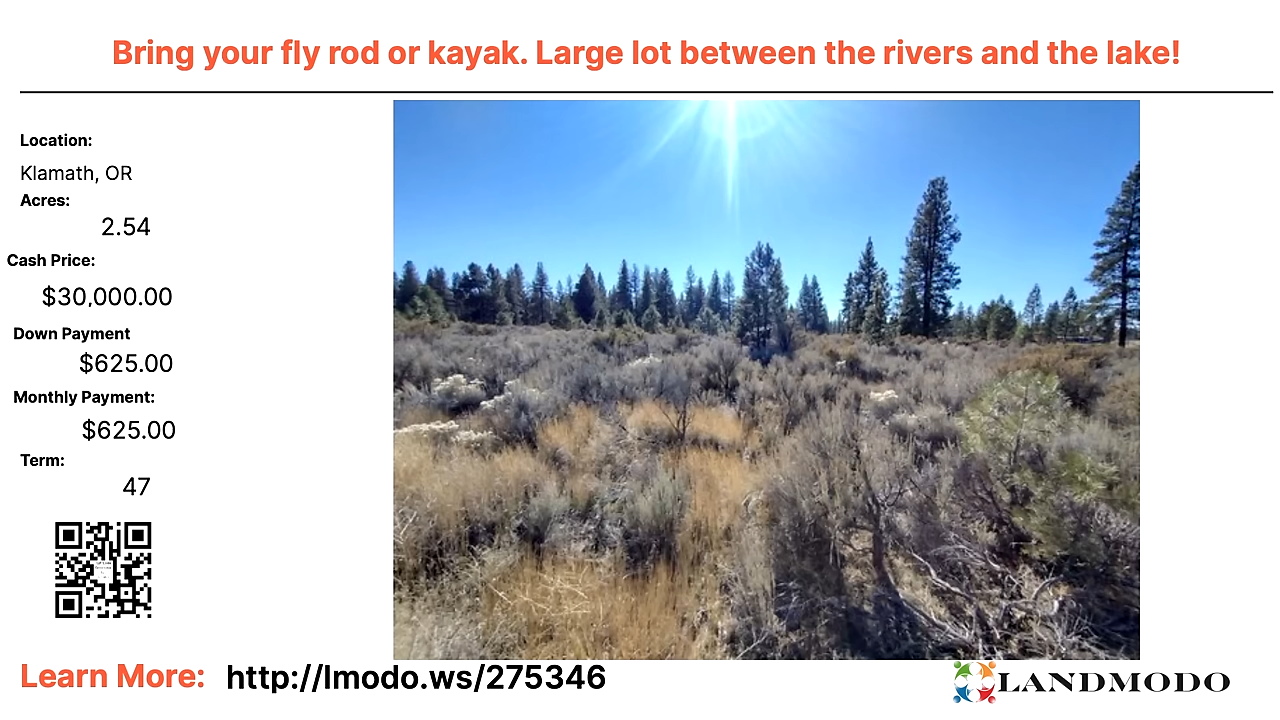 Bring your fly rod or kayak. Large lot between the rivers and the lake!
Location:
Klamath, OR
Acres:
2.54
Cash Price:
$30,000.00
Down Payment
$625.00
Monthly Payment:
$625.00
Term:
47
Learn More: http://lmodo.ws/275346
LANDMODO